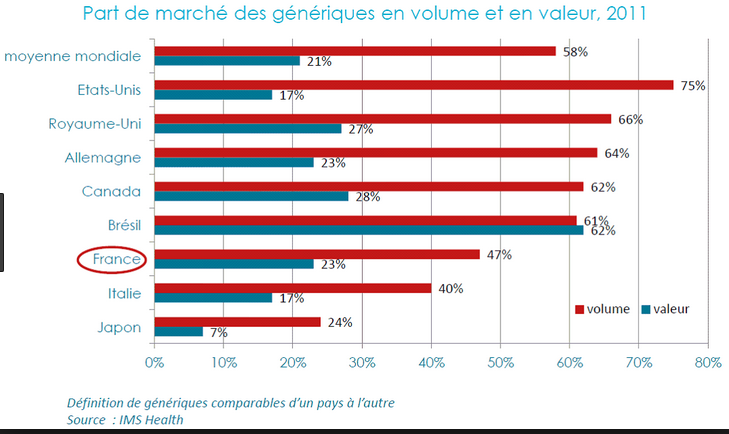 Part de marché des génériques en volume et en valeur, 2011
moyenne mondiale
58%
21%
Etats-Unis
75%
17%
Royaume-Uni
66%
27%
Allemagne
64%
23%
Canada
62%
28%
Brésil
61%
62%
France
47%
23%
Italie
40%
17%
volume valeur
Japon
24%
7%
0% 10% 20% 30% 40% 50% 60% 70% 80%
Définition de génériques comparables d'un pays à l'autre
Source : IMS Health